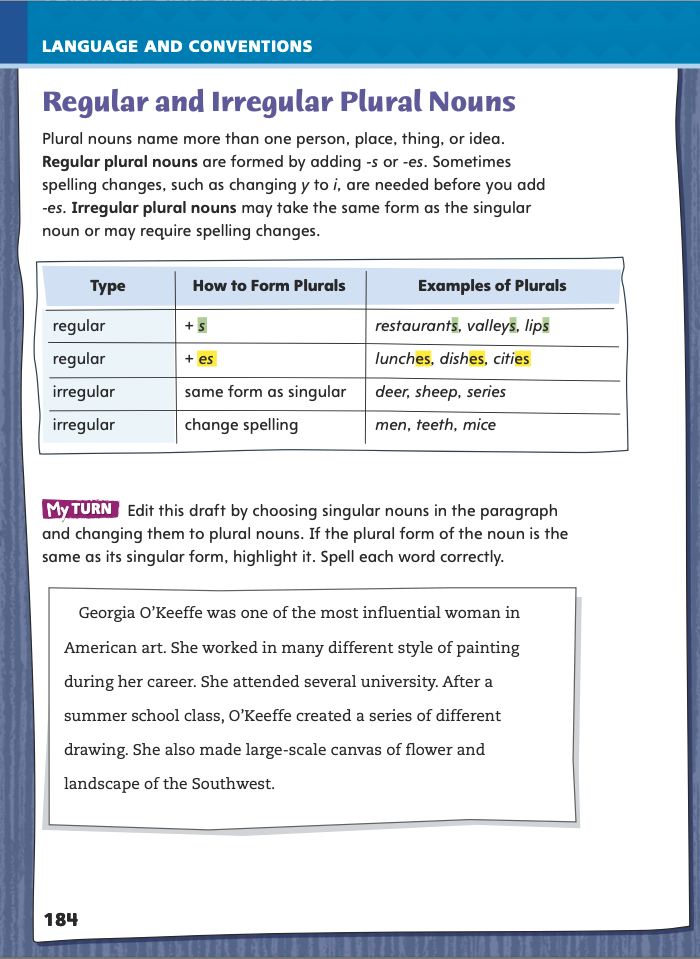 LANGUAGE AND CONVENTIONS
Regular and Irregular Plural Nouns
Plural nouns name more than one person, place, thing, or idea.
Regular plural nouns are formed by adding -s or -es. Sometimes
spelling changes, such as changing y to i, are needed before you add
-es. Irregular plural nouns may take the same form as the singular
noun or may require spelling changes.
Type How to Form Plurals Examples of Plurals
regular + s restaurants, valleys, lips
regular + es lunches, dishes, cities
irregular same form as singular deer, sheep, series
irregular change spelling men, teeth, mice
My TURN Edit this draft by choosing singular nouns in the paragraph
and changing them to plural nouns. If the plural form of the noun is the
same as its singular form, highlight it. Spell each word correctly.
Georgia O’Keeffe was one of the most influential woman in
American art. She worked in many different style of painting
during her career. She attended several university. After a
summer school class, O’Keeffe created a series of different
drawing. She also made large-scale canvas of flower and
landscape of the Southwest.
184